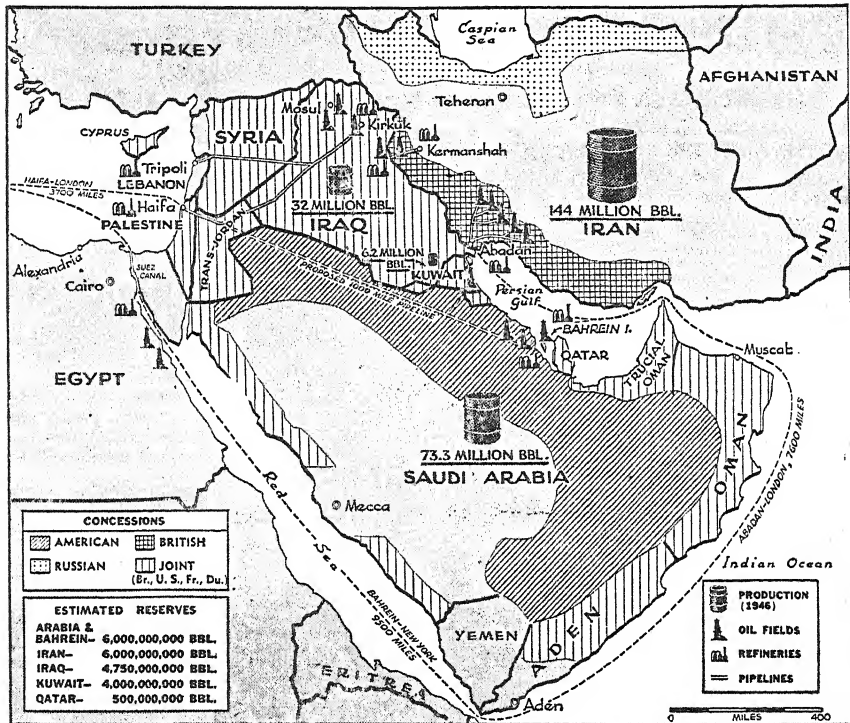 Caspian
Sea
TURKEY
AFGHANISTAN
Teheran
Mosul
Kirkuk
CYPRUS
SYRIA
Kermanshah
Tripoli
LEBANON
HAIFA-LONDON
3700 MILES
Haifa
PALESTINE
32 MILLION BBL.
IRAQ
144 MILLION BBL.
IRAN
INDIA
TRANS-JORDAN
6.2 MILLION
BBL.
KUWAIT
Abadan
Alexandria
SUEZ
CANAL
Cairo
PROPOSED 1000-MILE PIPELINE
Persian
Gulf
BAHREIN I.
QATAR
TRUCIAL
OMAN
Muscat
EGYPT
73.3 MILLION BBL.
SAUDI ARABIA
OMAN
ABADAN-LONDON, 7600 MILES
Mecca
Red
Sea
BAHREIN-NEW YORK
9500 MILES
Indian Ocean
YEMEN
ADEN
ERITREA
Adén
CONCESSIONS
AMERICAN
BRITISH
RUSSIAN
JOINT
(Br., U. S., Fr., Du.)
ESTIMATED RESERVES
ARABIA &
BAHREIN- 6,000,000,000 BBL.
IRAN- 6,000,000,000 BBL.
IRAQ- 4,750,000,000 BBL.
KUWAIT- 4,000,000,000 BBL.
QATAR- 500,000,000 BBL.
PRODUCTION
(1946)
OIL FIELDS
REFINERIES
PIPELINES
0 MILES 400